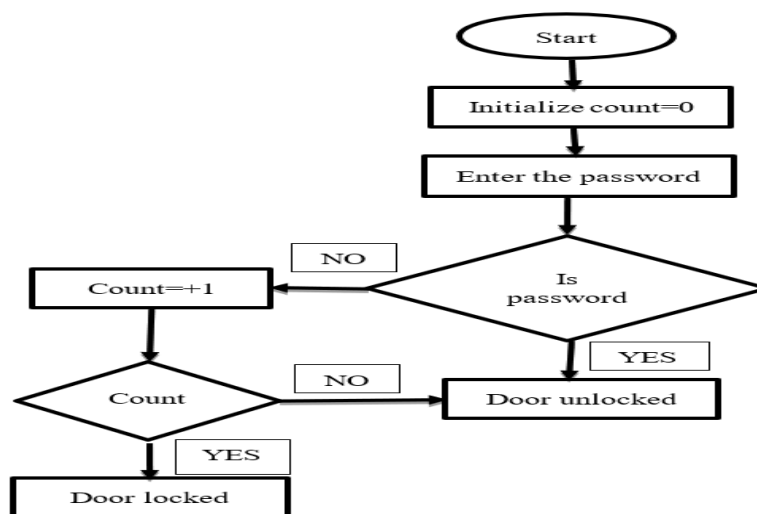 Start
Initialize count=0
Enter the password
NO
Is
password
Count=+1
YES
NO
Count
Door unlocked
YES
Door locked